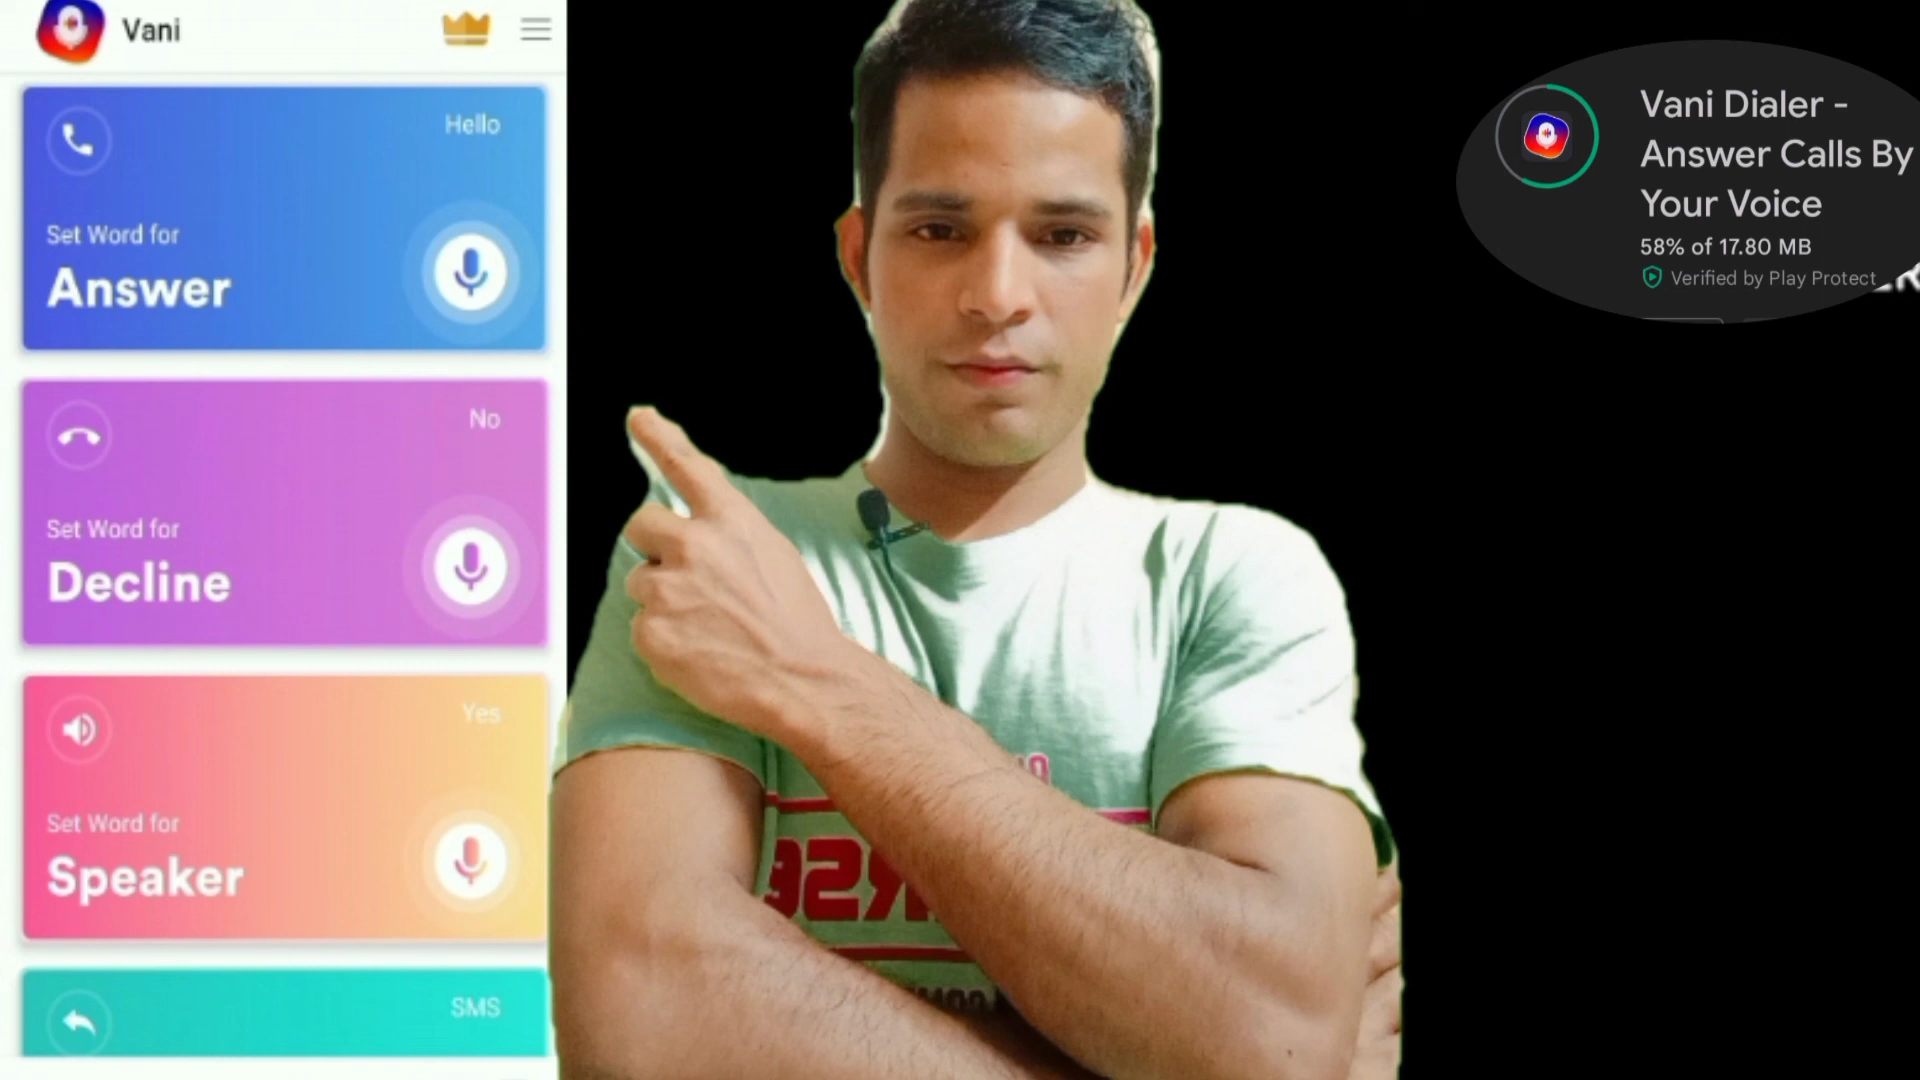 Vani
Hello
Set Word for
Answer
No
Set Word for
Decline
Yes
Set Word for
Speaker
SMS
Vani Dialer -
Answer Calls By
Your Voice
58% of 17.80 MB
Verified by Play Protect